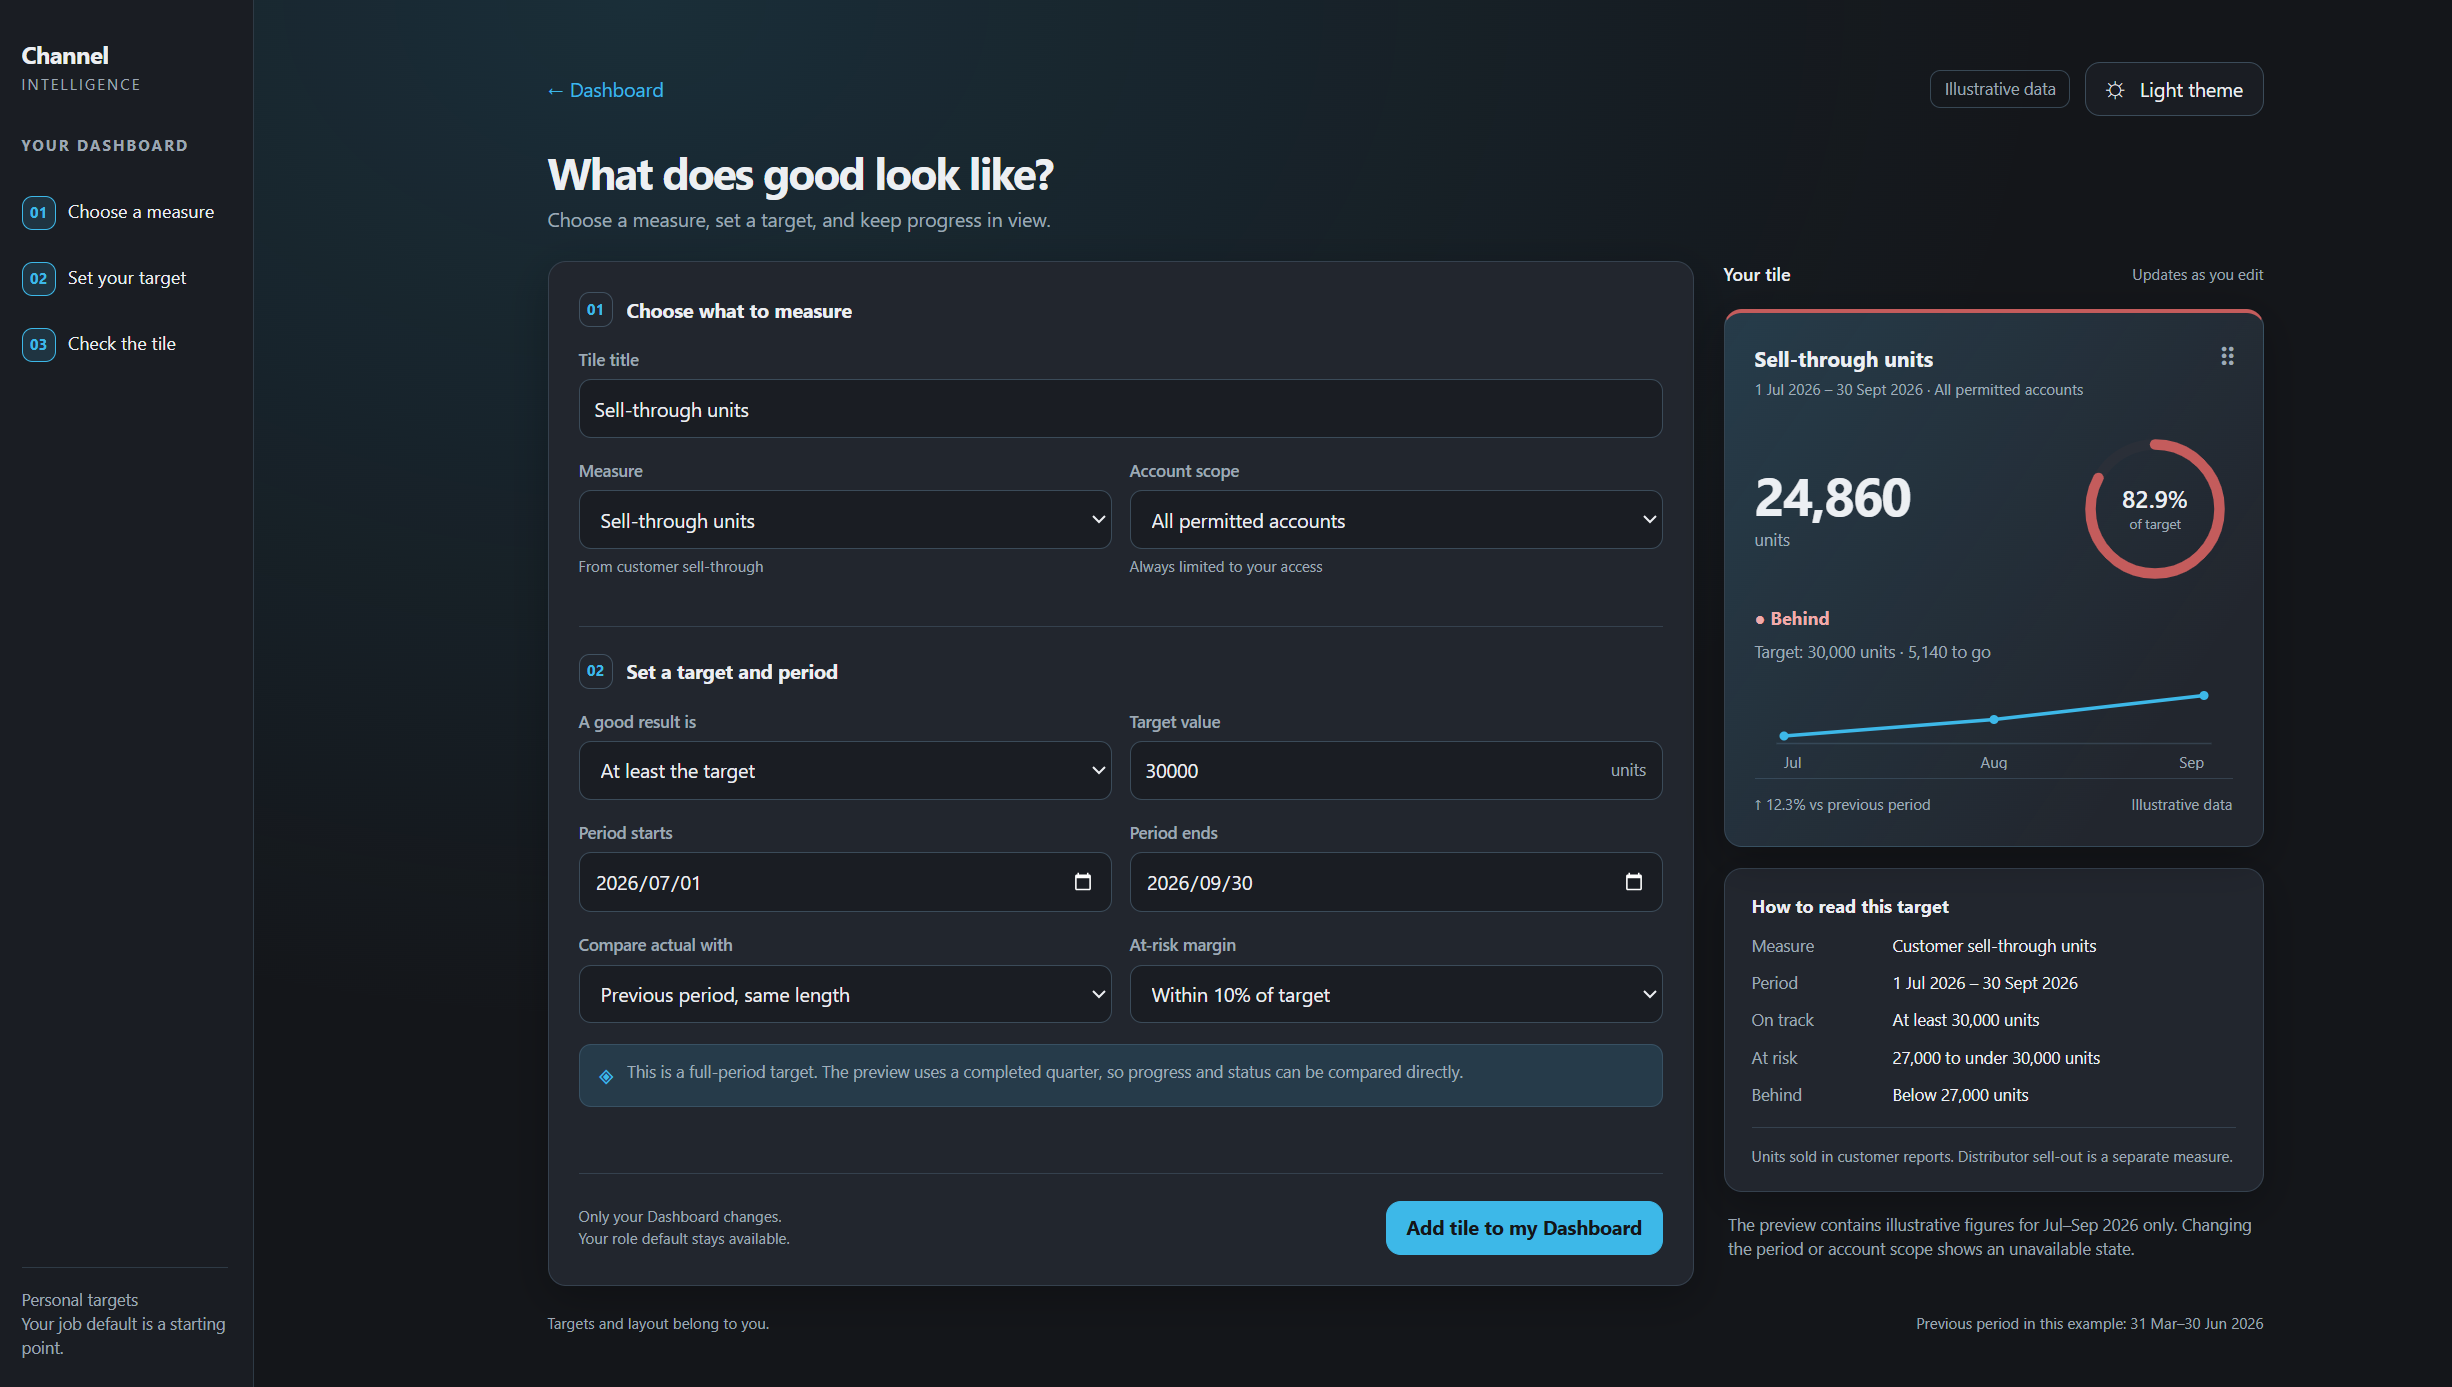 Channel
INTELLIGENCE
YOUR DASHBOARD
01 Choose a measure
02 Set your target
03 Check the tile
Personal targets
Your job default is a starting
point.
← Dashboard
Illustrative data
Light theme
What does good look like?
Choose a measure, set a target, and keep progress in view.
01 Choose what to measure
Tile title
Sell-through units
Measure
Sell-through units
From customer sell-through
Account scope
All permitted accounts
Always limited to your access
02 Set a target and period
A good result is
At least the target
Target value
30000 units
Period starts
2026/07/01
Period ends
2026/09/30
Compare actual with
Previous period, same length
At-risk margin
Within 10% of target
This is a full-period target. The preview uses a completed quarter, so progress and status can be compared directly.
Only your Dashboard changes.
Your role default stays available.
Add tile to my Dashboard
Your tile
Updates as you edit
Sell-through units
1 Jul 2026 – 30 Sept 2026 · All permitted accounts
24,860
units
82.9%
of target
● Behind
Target: 30,000 units · 5,140 to go
Jul Aug Sep
↑ 12.3% vs previous period
Illustrative data
How to read this target
Measure Customer sell-through units
Period 1 Jul 2026 – 30 Sept 2026
On track At least 30,000 units
At risk 27,000 to under 30,000 units
Behind Below 27,000 units
Units sold in customer reports. Distributor sell-out is a separate measure.
The preview contains illustrative figures for Jul–Sep 2026 only. Changing
the period or account scope shows an unavailable state.
Targets and layout belong to you.
Previous period in this example: 31 Mar–30 Jun 2026